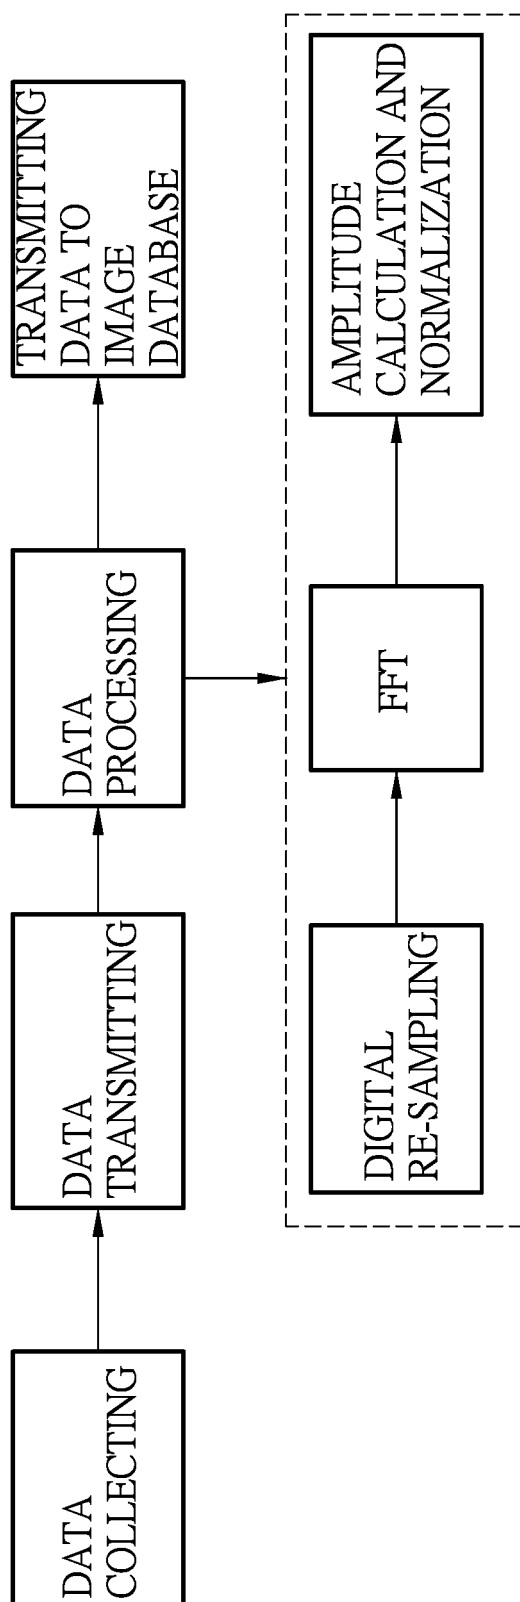 DATA
COLLECTING
DATA
TRANSMITTING
DATA
PROCESSING
TRANSMITTING
DATA TO
IMAGE
DATABASE
DIGITAL
RE-SAMPLING
FFT
AMPLITUDE
CALCULATION AND
NORMALIZATION